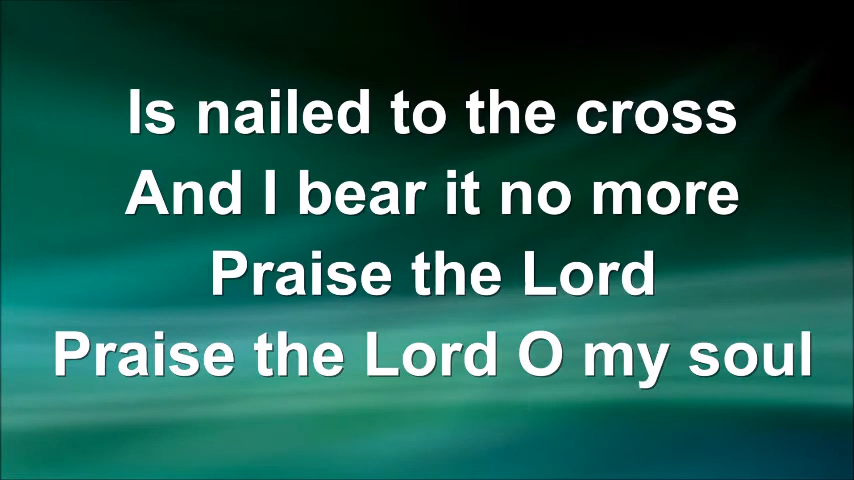 Is nailed to the cross
And I bear it no more
Praise the Lord
Praise the Lord O my soul